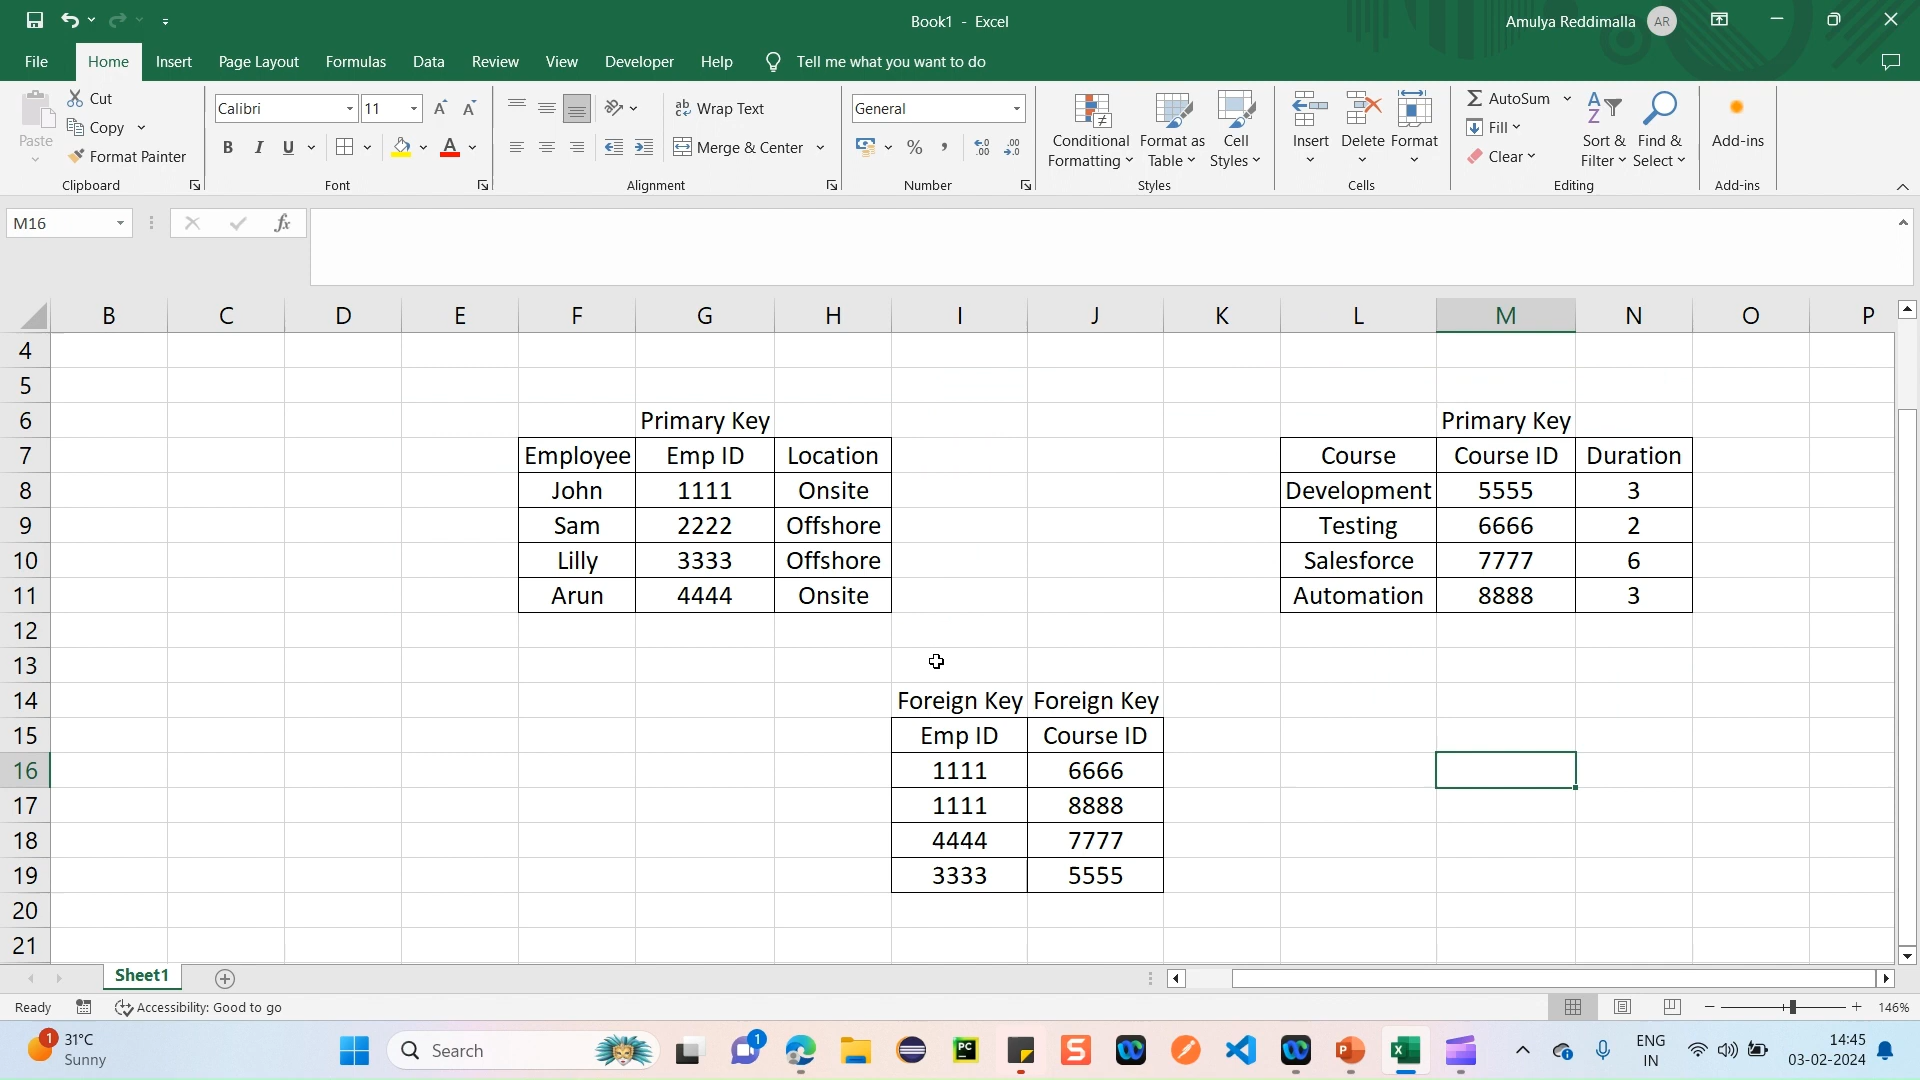 Book1 - Excel
Amulya Reddimalla AR
File Home Insert Page Layout Formulas Data Review View Developer Help Tell me what you want to do
Paste
Cut
Copy
Format Painter
Clipboard
Calibri 11
B I U
Font
Wrap Text
Merge & Center
Alignment
General
Number
Conditional Formatting
Format as Table
Cell Styles
Styles
Insert Delete Format
Cells
AutoSum
Fill
Clear
Sort & Filter
Find & Select
Editing
Add-ins
Add-ins
M16
fx
B C D E F G H I J K L M N O P
4
5
6 Primary Key Primary Key
7 Employee Emp ID Location Course Course ID Duration
8 John 1111 Onsite Development 5555 3
9 Sam 2222 Offshore Testing 6666 2
10 Lilly 3333 Offshore Salesforce 7777 6
11 Arun 4444 Onsite Automation 8888 3
12
13
14 Foreign Key Foreign Key
15 Emp ID Course ID
16 1111 6666
17 1111 8888
18 4444 7777
19 3333 5555
20
21
Sheet1
Ready Accessibility: Good to go 146%
1 31°C
Sunny
Search
1
PC
S
P
X
ENG
IN
14:45
03-02-2024